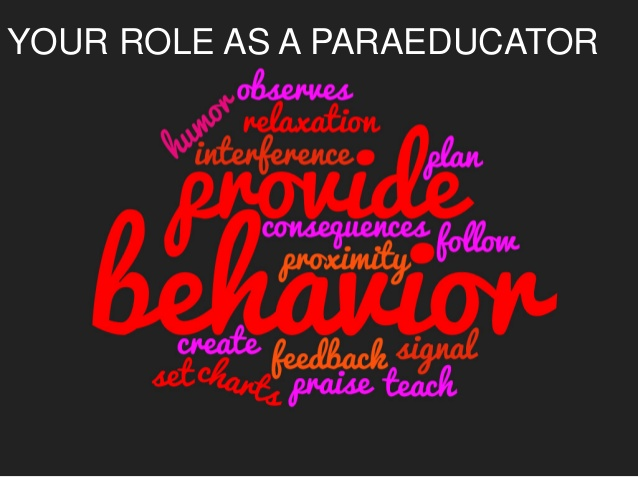 YOUR ROLE AS A PARAEDUCATOR
observes
humor
relaxation
interference
plan
provide
consequences
follow
proximity
behavior
create
feedback
signal
set
charts
praise
teach